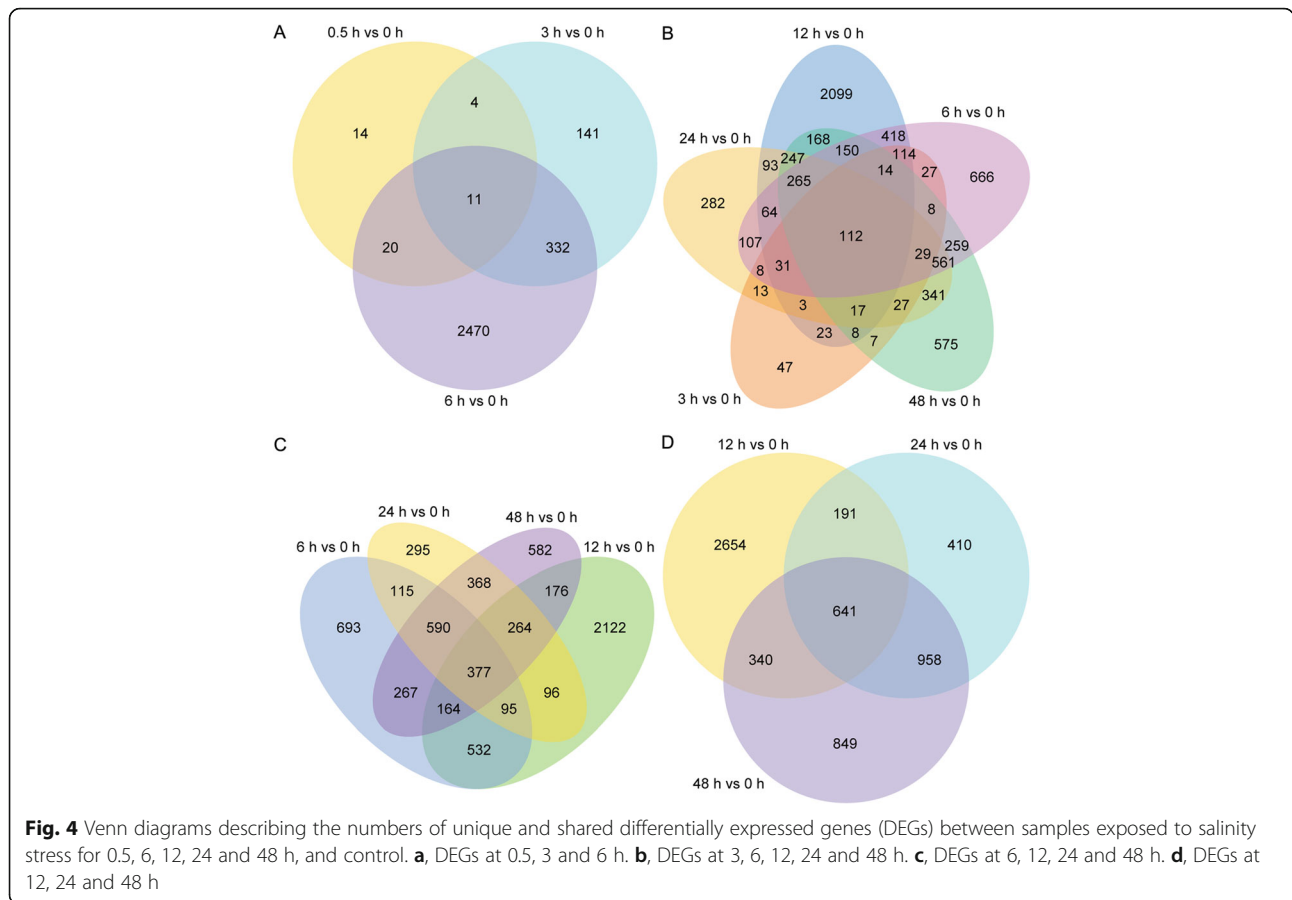 A
0.5 h vs 0 h
3 h vs 0 h
4
14
141
11
20
332
2470
6 h vs 0 h
B
12 h vs 0 h
2099
6 h vs 0 h
24 h vs 0 h
168
418
150
114
93
247
14
27
666
265
282
64
8
107
112
259
29
561
8
31
13
341
3
17
27
23
8
7
575
47
3 h vs 0 h
48 h vs 0 h
C
24 h vs 0 h
48 h vs 0 h
6 h vs 0 h
12 h vs 0 h
295
582
115
368
176
693
590
264
2122
377
267
96
164
95
532
D
12 h vs 0 h
24 h vs 0 h
191
2654
410
641
340
958
849
48 h vs 0 h
Fig. 4 Venn diagrams describing the numbers of unique and shared differentially expressed genes (DEGs) between samples exposed to salinity
stress for 0.5, 6, 12, 24 and 48 h, and control. a, DEGs at 0.5, 3 and 6 h. b, DEGs at 3, 6, 12, 24 and 48 h. c, DEGs at 6, 12, 24 and 48 h. d, DEGs at
12, 24 and 48 h